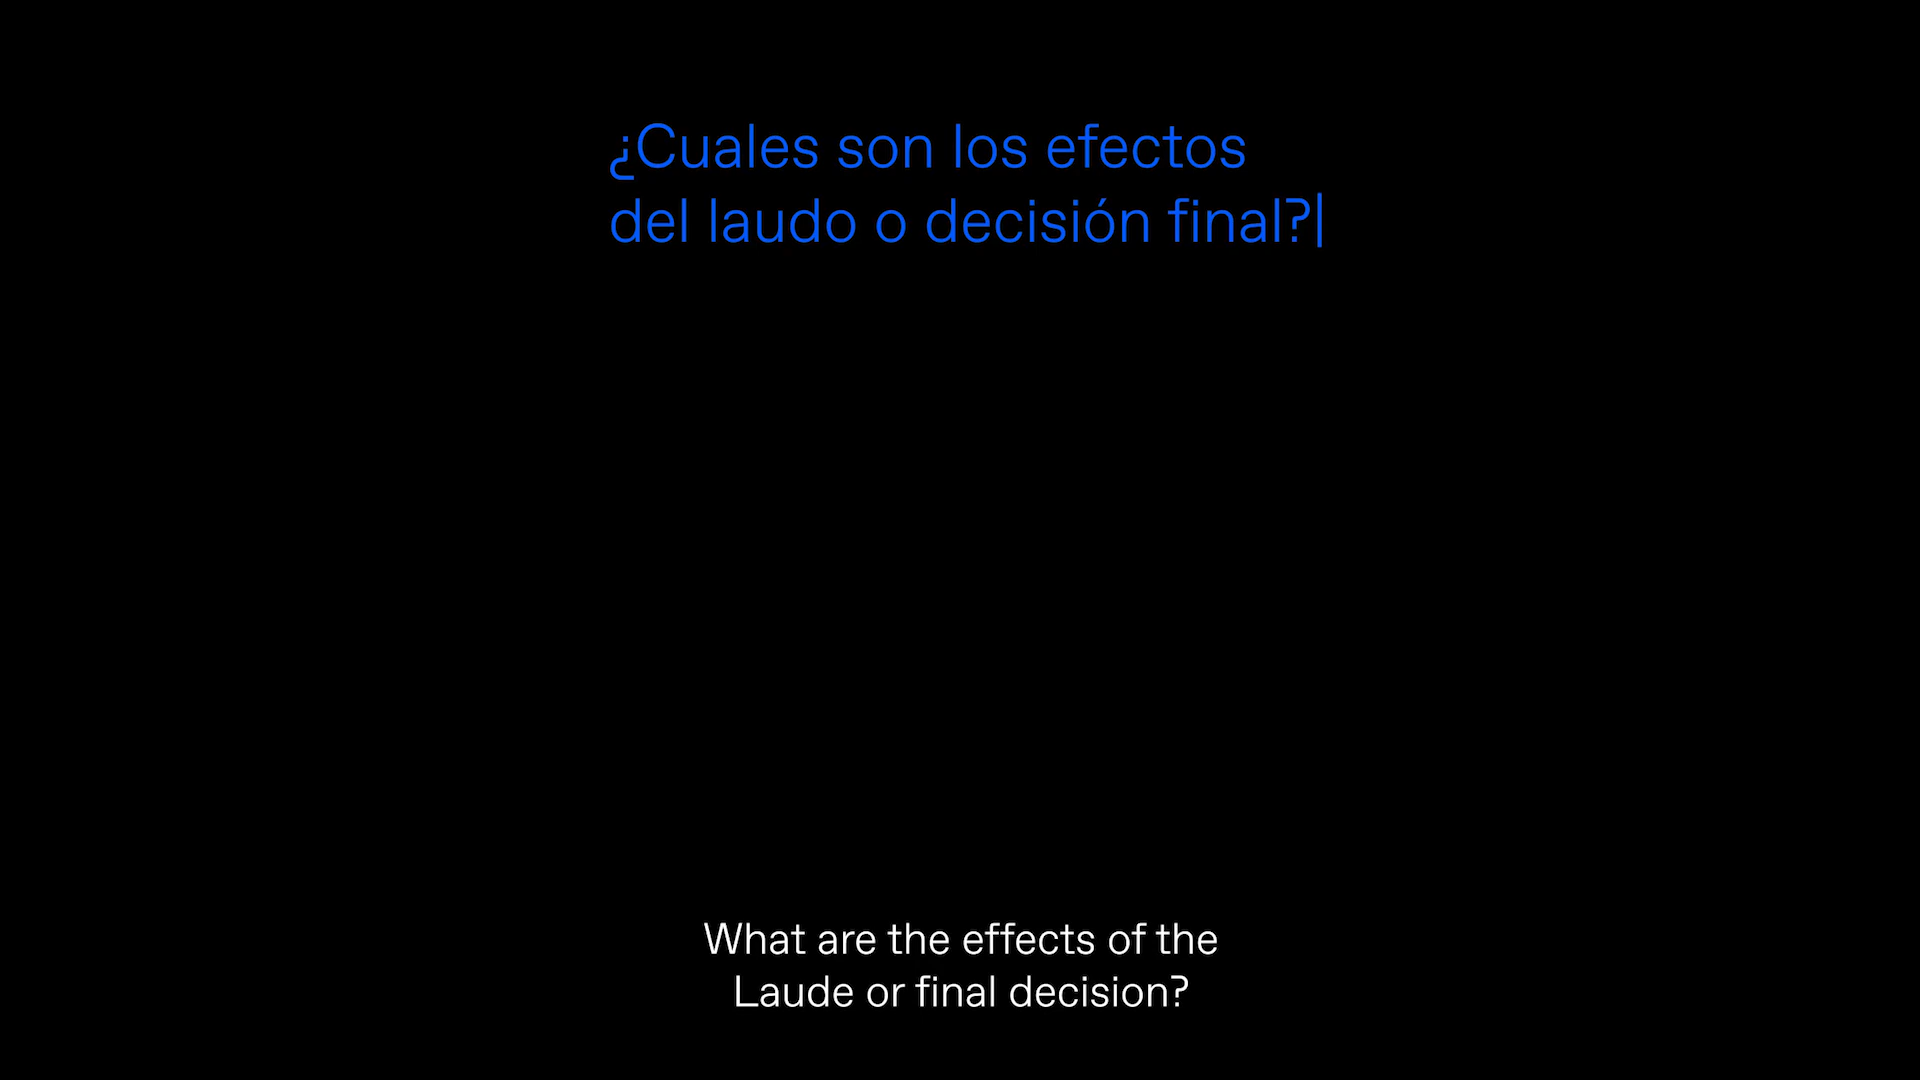 ¿Cuales son los efectos
del laudo o decisión final?|
What are the effects of the
Laude or final decision?